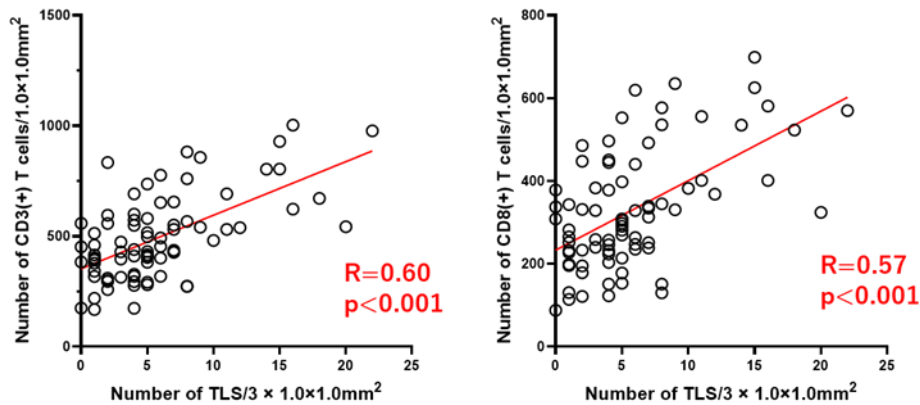 1500
1000
500
0
0
5
10
15
20
25
Number of CD3(+) T cells/1.0×1.0mm²
Number of TLS/3 × 1.0×1.0mm²
R=0.60
p<0.001
800
600
400
200
0
0
5
10
15
20
25
Number of CD8(+) T cells/1.0×1.0mm²
Number of TLS/3 × 1.0×1.0mm²
R=0.57
p<0.001